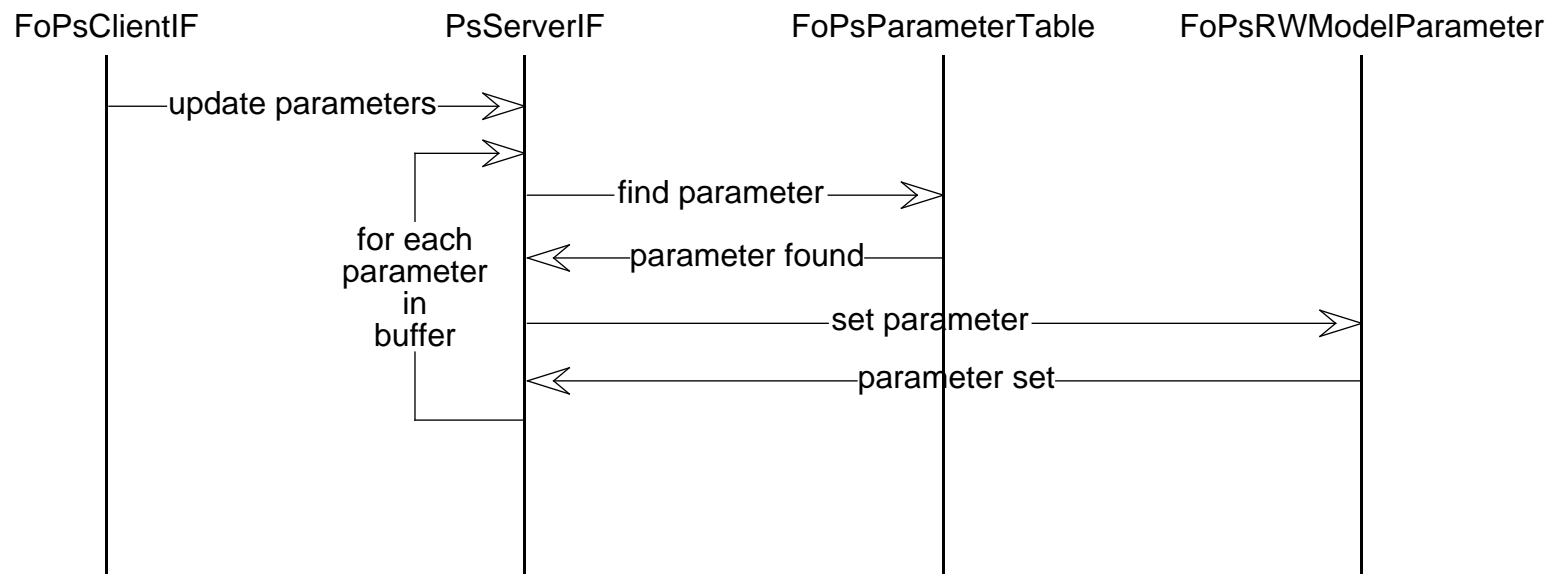 FoPsClientIF
PsServerIF
FoPsParameterTable
FoPsRWModelParameter
update parameters
find parameter
for each
parameter
in
buffer
parameter found
set parameter
parameter set